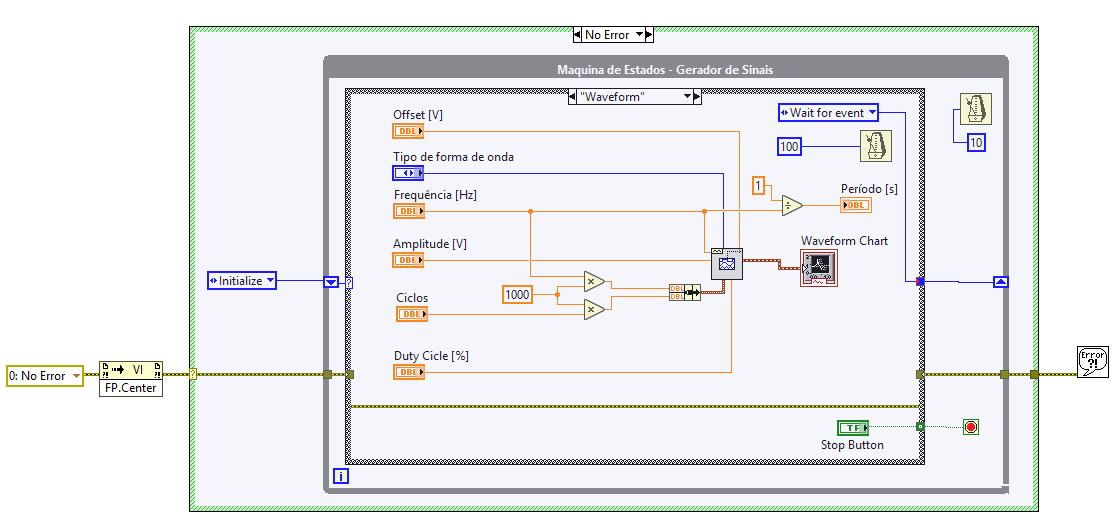 No Error
Maquina de Estados - Gerador de Sinais
"Waveform"
Offset [V]
DBL
Wait for event
100
10
Tipo de forma de onda
Frequência [Hz]
DBL
1
÷
Período [s]
DBL
Amplitude [V]
DBL
Waveform Chart
Initialize
?
1000
×
×
DBL
DBL
Ciclos
DBL
Duty Cicle [%]
DBL
0: No Error
?! VI ?!
FP.Center
?
Error
?!
TF
Stop Button
i